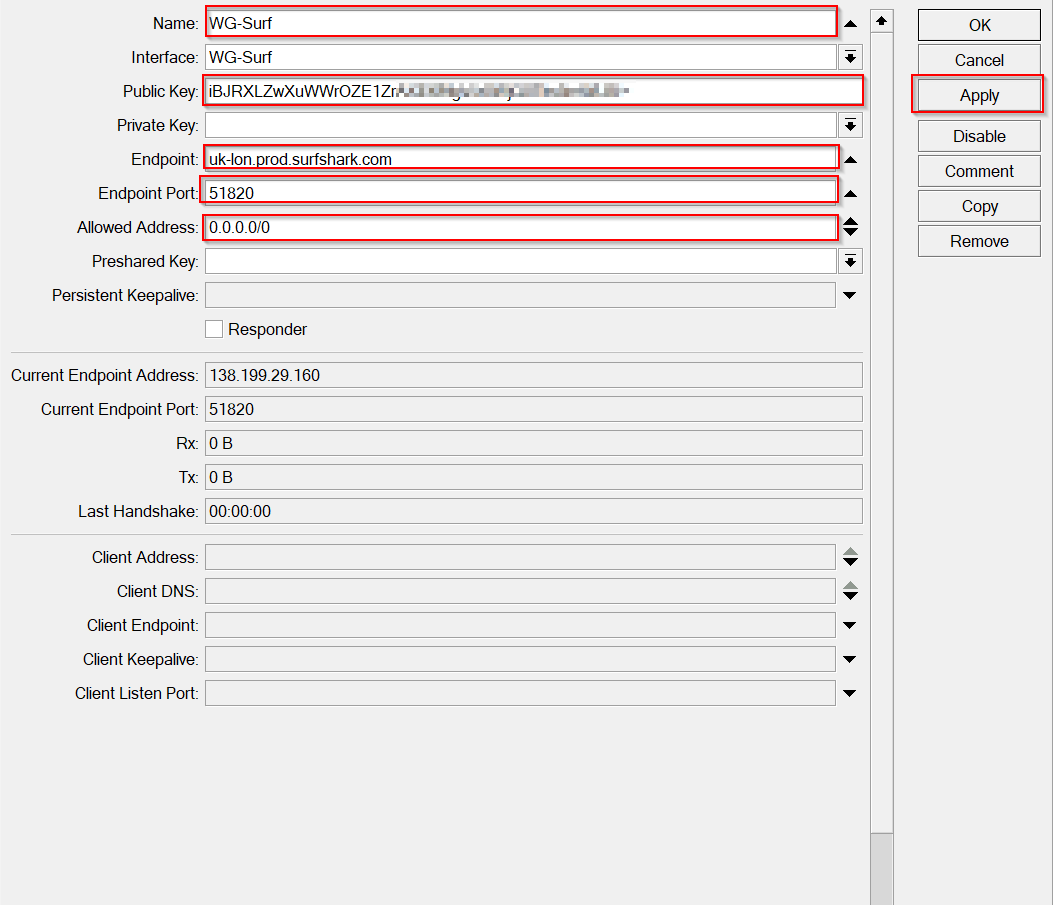 Name: WG-Surf
OK
Interface: WG-Surf
Cancel
Public Key:
Apply
Private Key:
Disable
Endpoint: uk-lon.prod.surfshark.com
Comment
Endpoint Port: 51820
Copy
Allowed Address: 0.0.0.0/0
Remove
Preshared Key:
Persistent Keepalive:
Responder
Current Endpoint Address: 138.199.29.160
Current Endpoint Port: 51820
Rx: 0 B
Tx: 0 B
Last Handshake: 00:00:00
Client Address:
Client DNS:
Client Endpoint:
Client Keepalive:
Client Listen Port: